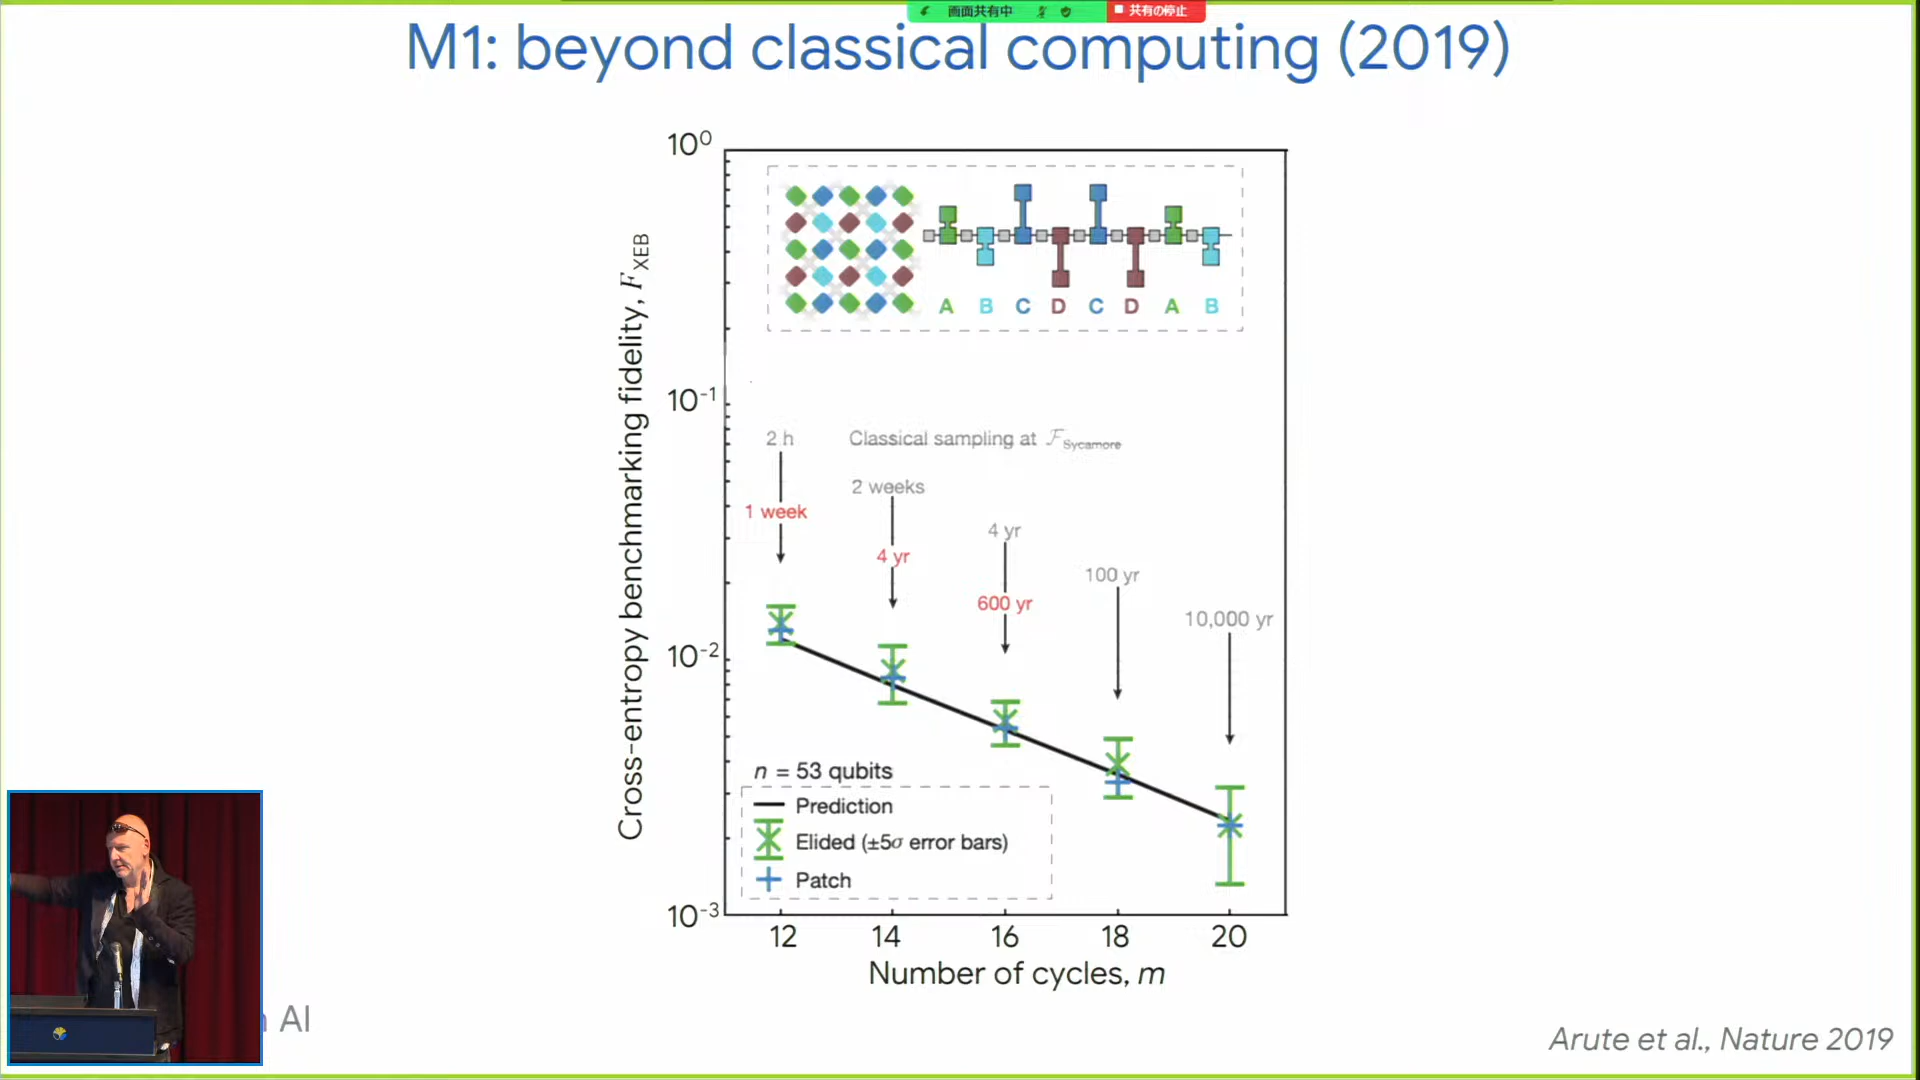 画面共有中
共有の停止
M1: beyond classical computing (2019)
10⁰
10⁻¹
10⁻²
10⁻³
Cross-entropy benchmarking fidelity, F_XEB
A B C D C D A B
Classical sampling at ℱ_Sycamore
2 h
1 week
2 weeks
4 yr
4 yr
600 yr
100 yr
10,000 yr
n = 53 qubits
Prediction
Elided (±5σ error bars)
Patch
12 14 16 18 20
Number of cycles, m
AI
Arute et al., Nature 2019